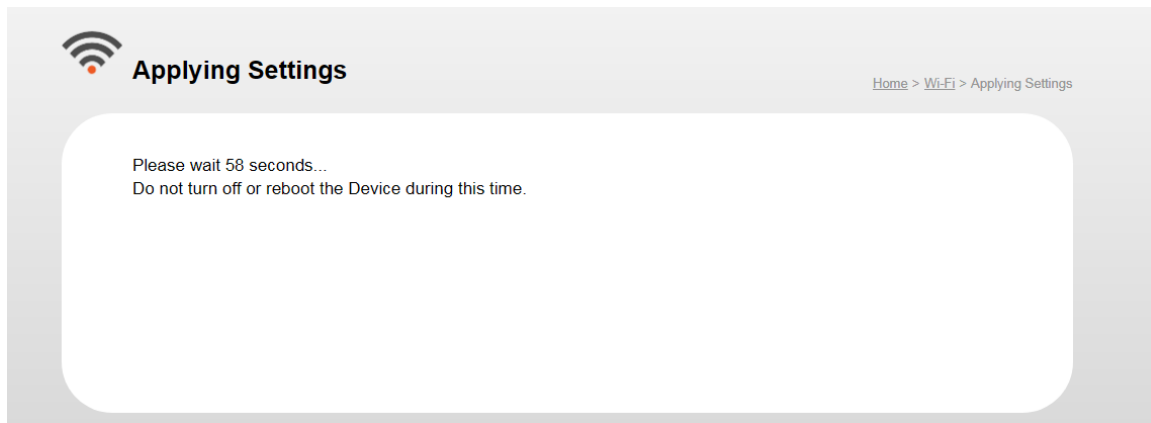 Applying Settings
Home > Wi-Fi > Applying Settings
Please wait 58 seconds...
Do not turn off or reboot the Device during this time.